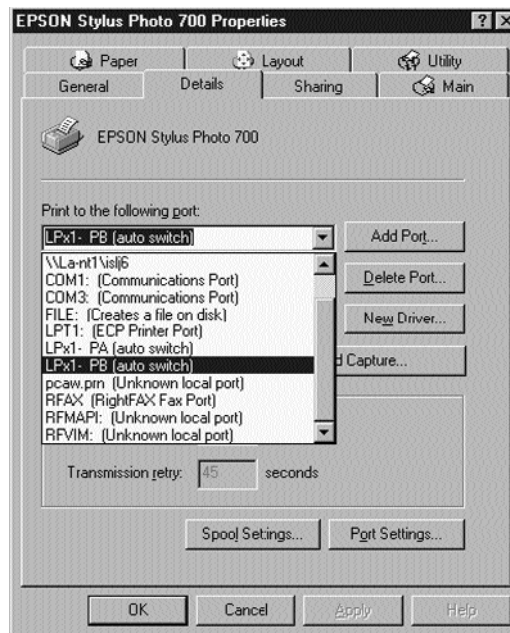 EPSON Stylus Photo 700 Properties
Paper
Layout
Utility
General
Details
Sharing
Main
EPSON Stylus Photo 700
Print to the following port:
LPx1- PB (auto switch)
Add Port...
\\La-nt1\islj6
COM1: (Communications Port)
Delete Port...
COM3: (Communications Port)
FILE: (Creates a file on disk)
New Driver...
LPT1: (ECP Printer Port)
LPx1- PA (auto switch)
LPx1- PB (auto switch)
d Capture...
pcaw.prn (Unknown local port)
RFAX (RightFAX Fax Port)
RFMAPI: (Unknown local port)
RFVIM: (Unknown local port)
Transmission retry: 45 seconds
Spool Settings...
Port Settings...
OK
Cancel
Apply
Help